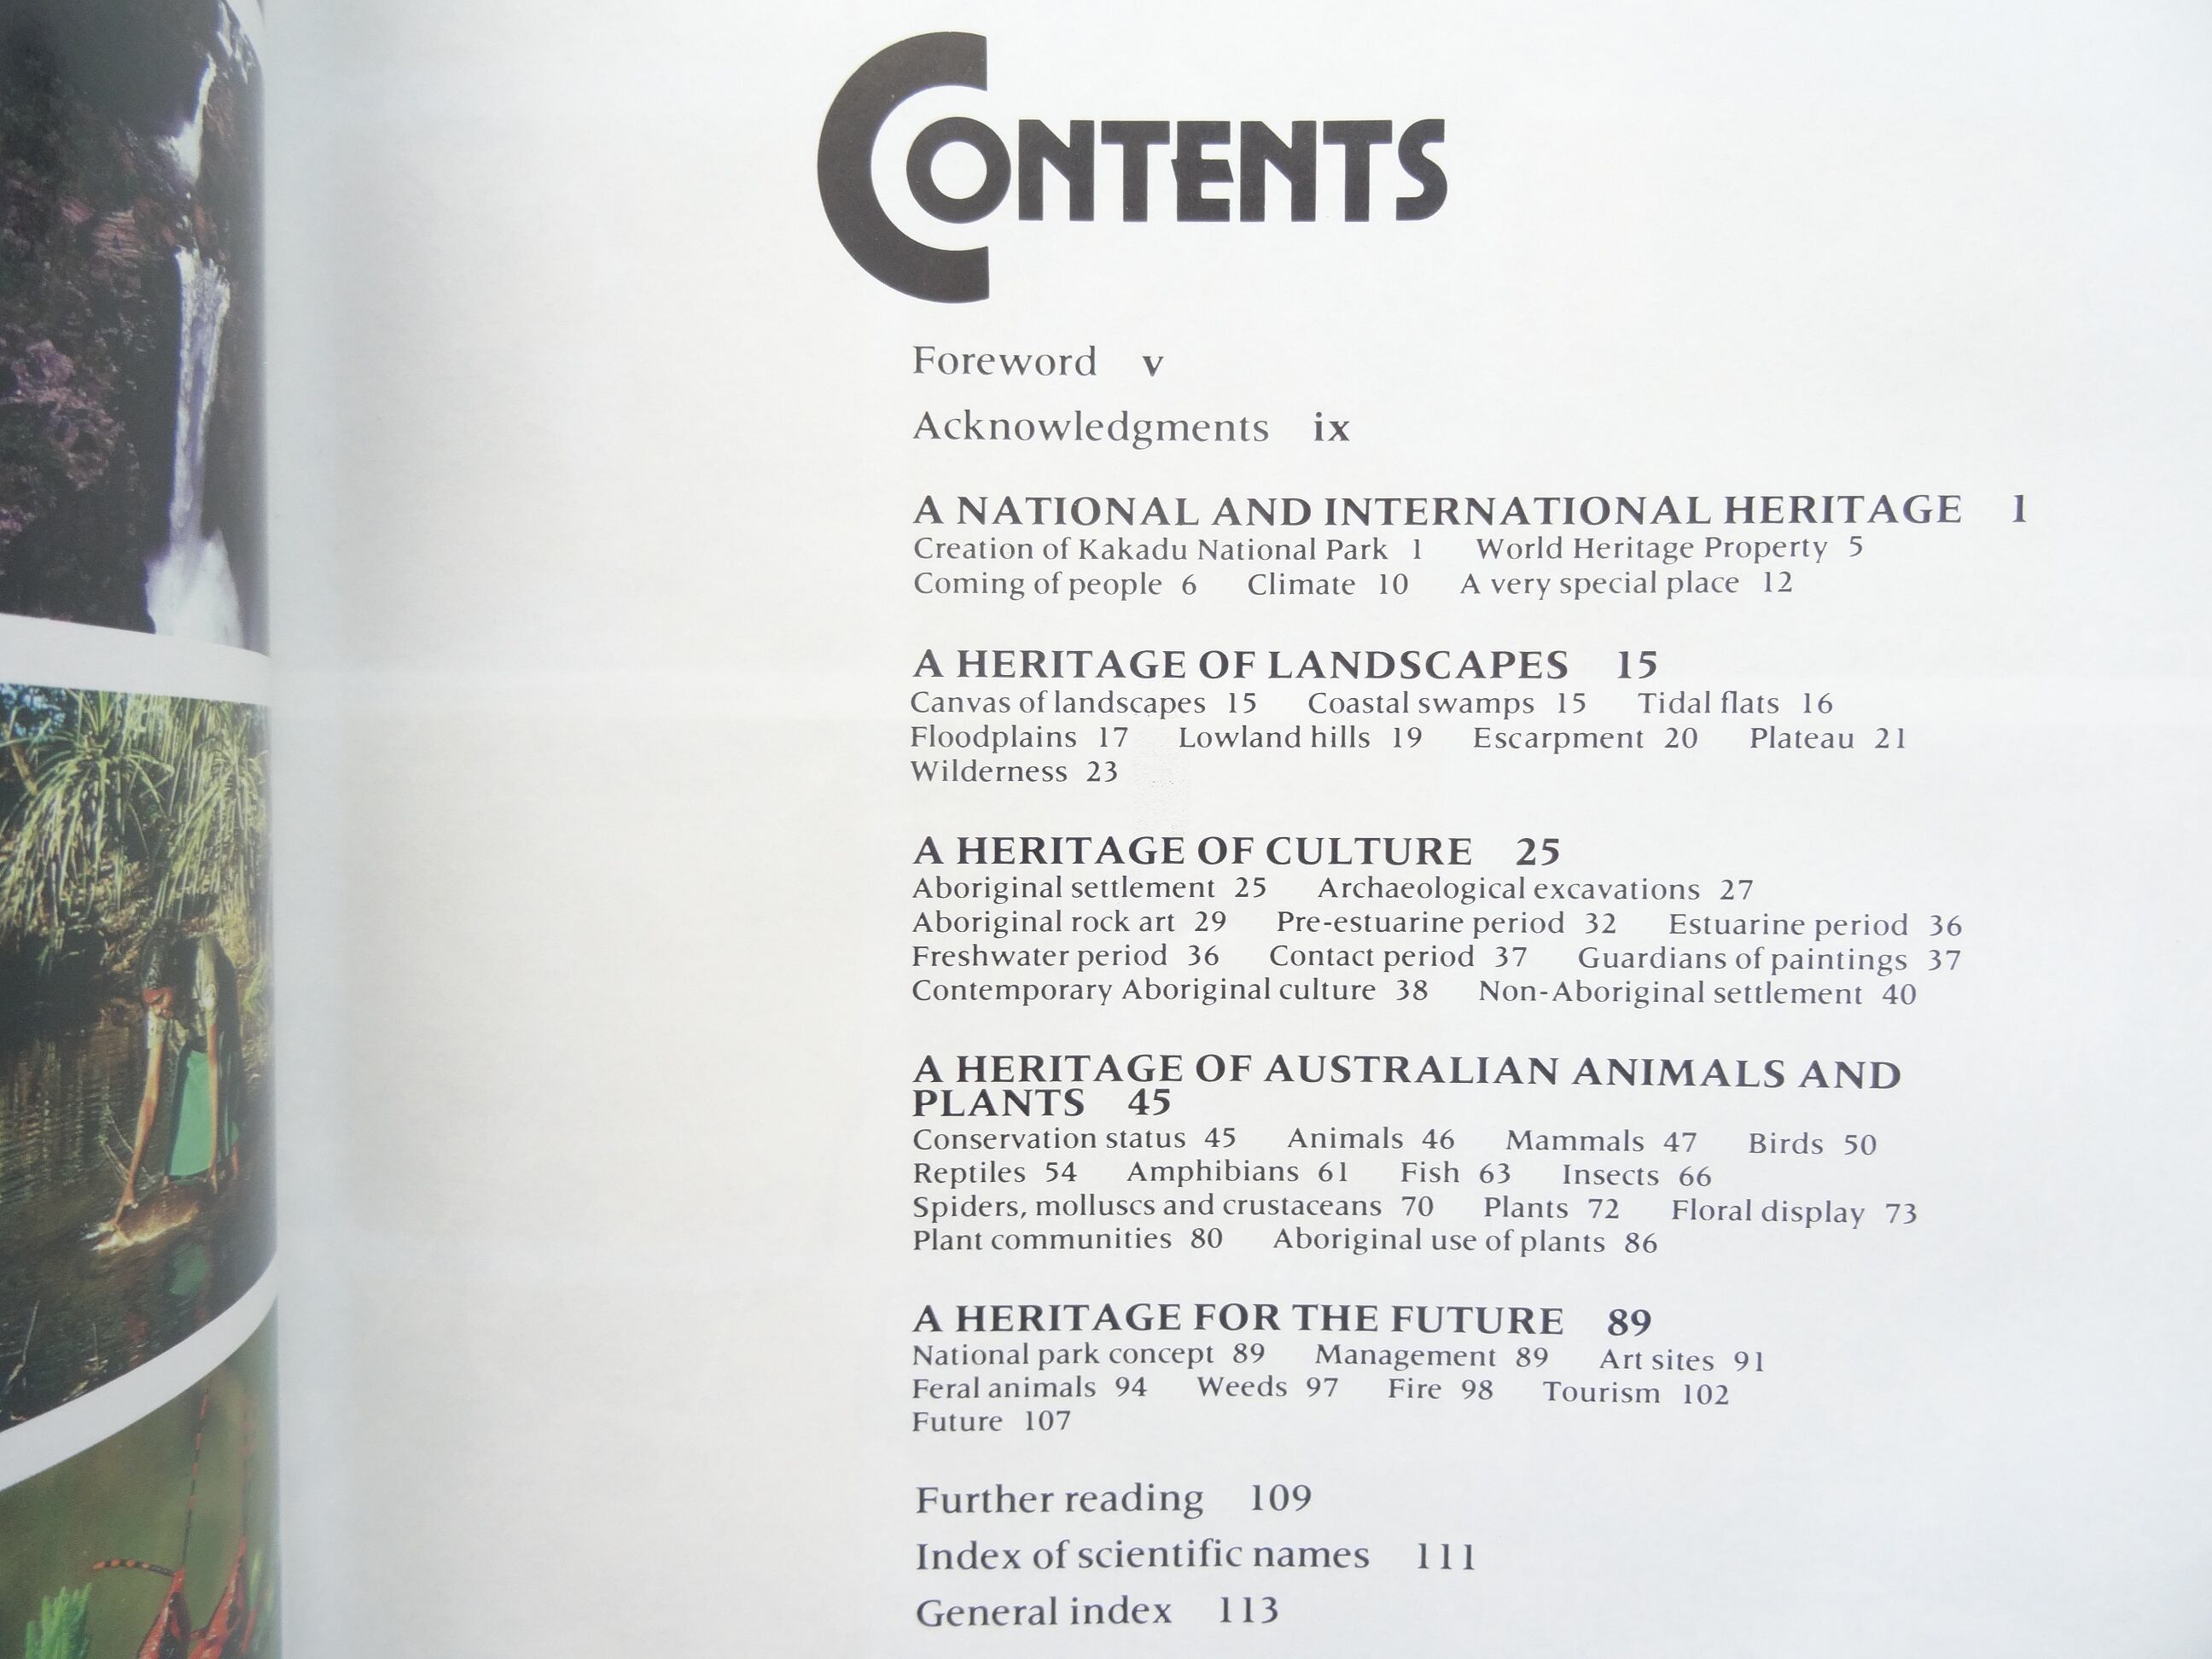 CONTENTS
Foreword v
Acknowledgments ix
A NATIONAL AND INTERNATIONAL HERITAGE 1
Creation of Kakadu National Park 1 World Heritage Property 5
Coming of people 6 Climate 10 A very special place 12
A HERITAGE OF LANDSCAPES 15
Canvas of landscapes 15 Coastal swamps 15 Tidal flats 16
Floodplains 17 Lowland hills 19 Escarpment 20 Plateau 21
Wilderness 23
A HERITAGE OF CULTURE 25
Aboriginal settlement 25 Archaeological excavations 27
Aboriginal rock art 29 Pre-estuarine period 32 Estuarine period 36
Freshwater period 36 Contact period 37 Guardians of paintings 37
Contemporary Aboriginal culture 38 Non-Aboriginal settlement 40
A HERITAGE OF AUSTRALIAN ANIMALS AND
PLANTS 45
Conservation status 45 Animals 46 Mammals 47 Birds 50
Reptiles 54 Amphibians 61 Fish 63 Insects 66
Spiders, molluscs and crustaceans 70 Plants 72 Floral display 73
Plant communities 80 Aboriginal use of plants 86
A HERITAGE FOR THE FUTURE 89
National park concept 89 Management 89 Art sites 91
Feral animals 94 Weeds 97 Fire 98 Tourism 102
Future 107
Further reading 109
Index of scientific names 111
General index 113